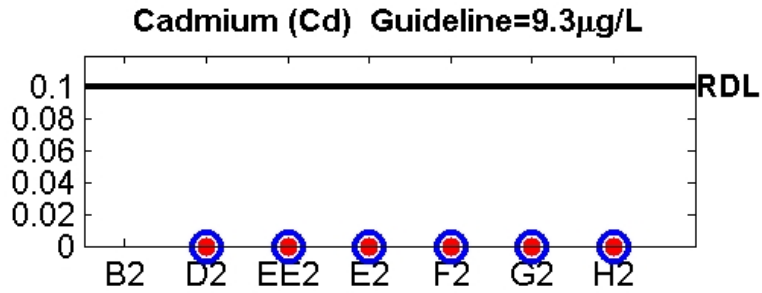 Cadmium (Cd) Guideline=9.3µg/L
0.1
RDL
0.08
0.06
0.04
0.02
0
B2 D2 EE2 E2 F2 G2 H2